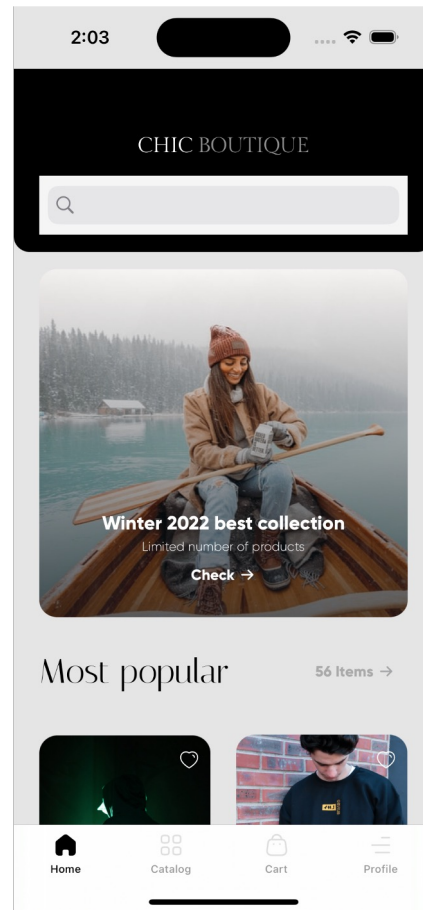 2:03
CHIC BOUTIQUE
Winter 2022 best collection
Limited number of products
Check →
Most popular
56 Items →
Home
Catalog
Cart
Profile